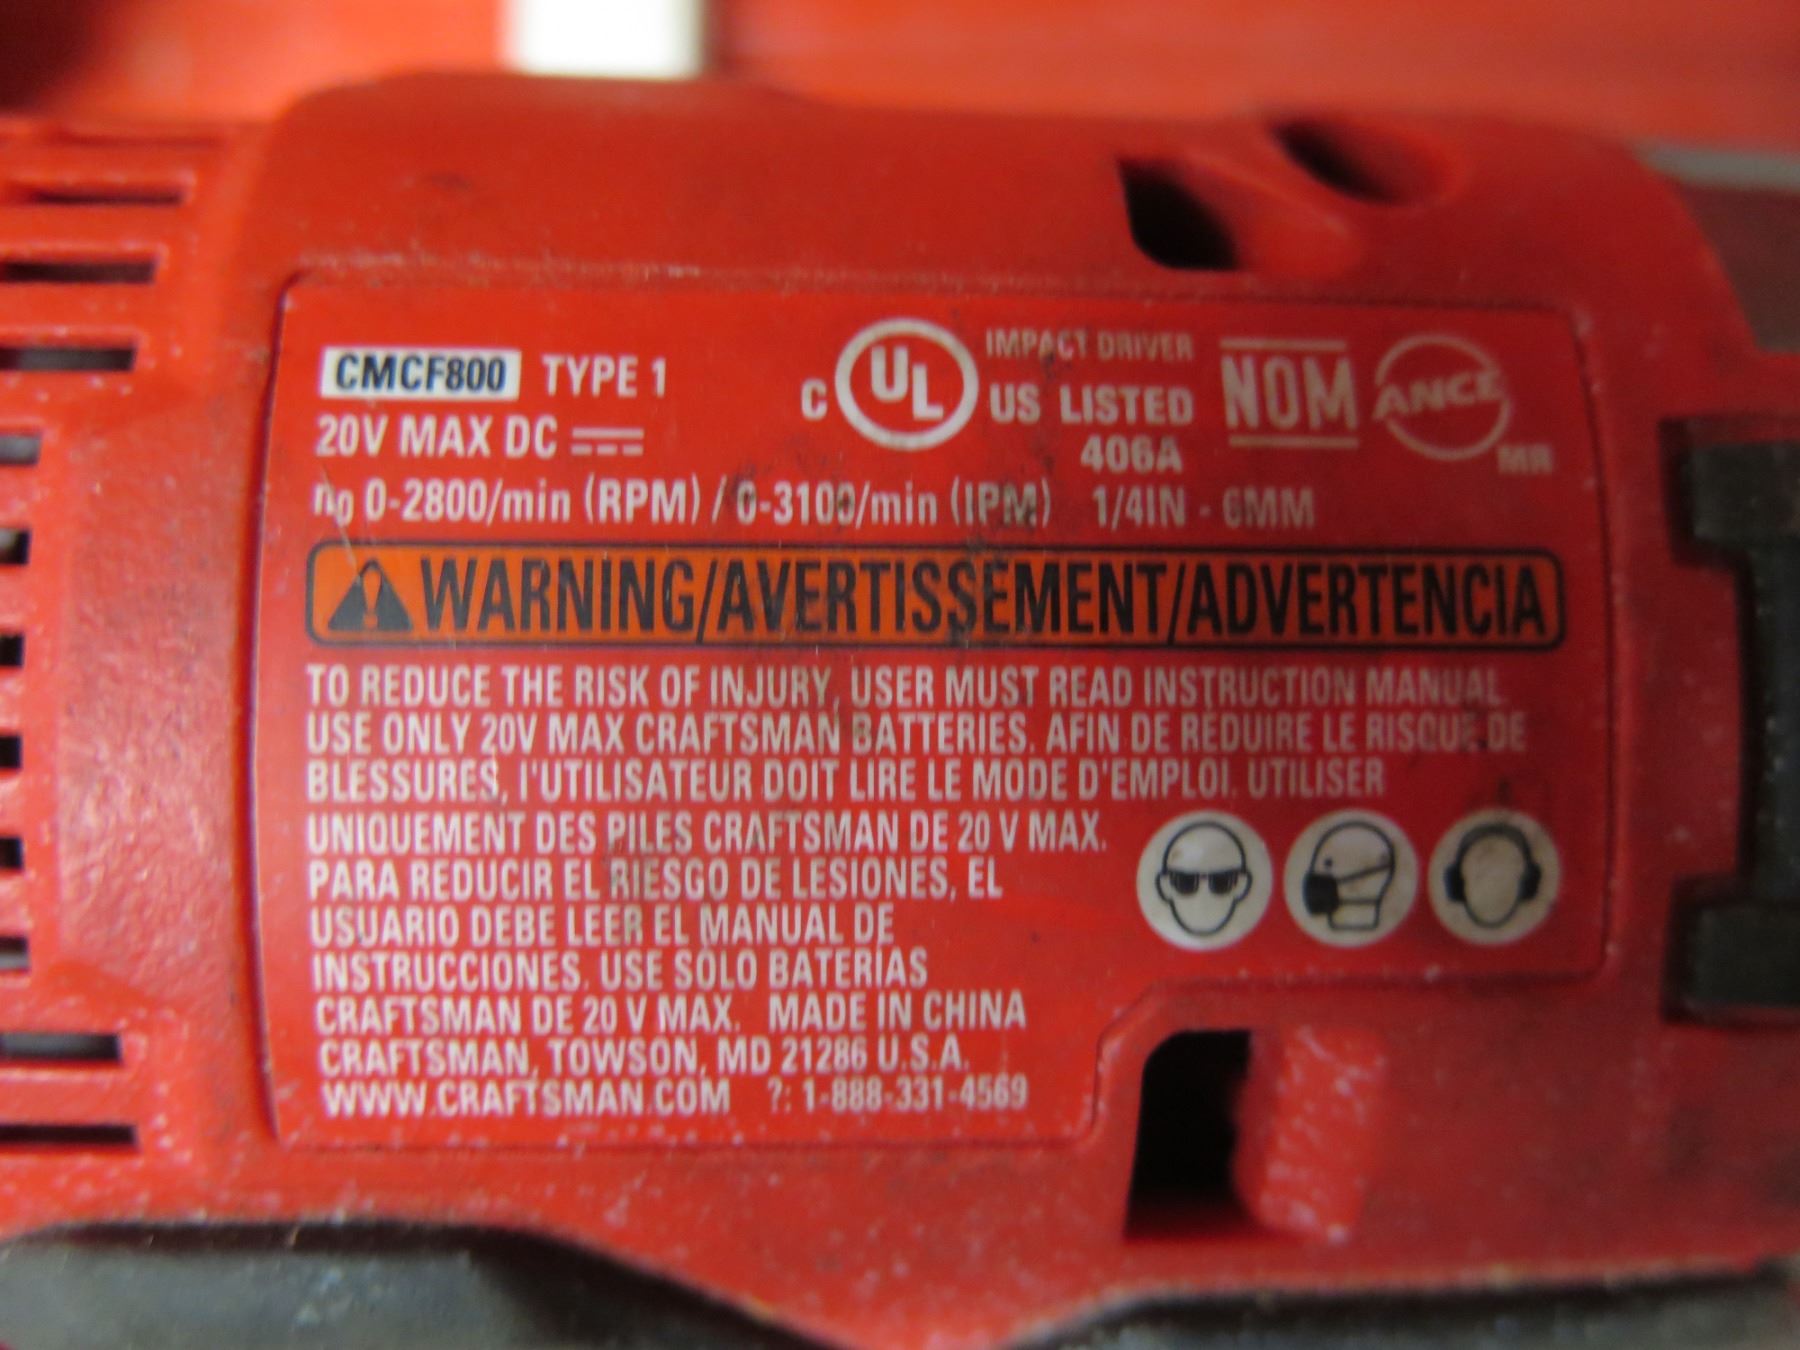 CMCF800 TYPE 1
20V MAX DC
n0 0-2800/min (RPM) / 0-3100/min (IPM) 1/4IN - 6MM
C UL US LISTED
IMPACT DRIVER
406A
NOM
ANCE
MR
WARNING/AVERTISSEMENT/ADVERTENCIA
TO REDUCE THE RISK OF INJURY, USER MUST READ INSTRUCTION MANUAL
USE ONLY 20V MAX CRAFTSMAN BATTERIES. AFIN DE RÉDUIRE LE RISQUE DE
BLESSURES, l'UTILISATEUR DOIT LIRE LE MODE D'EMPLOI. UTILISER
UNIQUEMENT DES PILES CRAFTSMAN DE 20 V MAX.
PARA REDUCIR EL RIESGO DE LESIONES, EL
USUARIO DEBE LEER EL MANUAL DE
INSTRUCCIONES. USE SÓLO BATERÍAS
CRAFTSMAN DE 20 V MAX. MADE IN CHINA
CRAFTSMAN, TOWSON, MD 21286 U.S.A.
WWW.CRAFTSMAN.COM ?: 1-888-331-4569